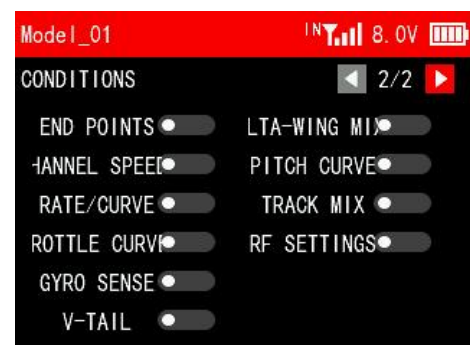 Model_01 IN 8.0V
CONDITIONS 2/2
END POINTS LTA-WING MIX
HANNEL SPEED PITCH CURVE
RATE/CURVE TRACK MIX
ROTTLE CURVE RF SETTINGS
GYRO SENSE
V-TAIL